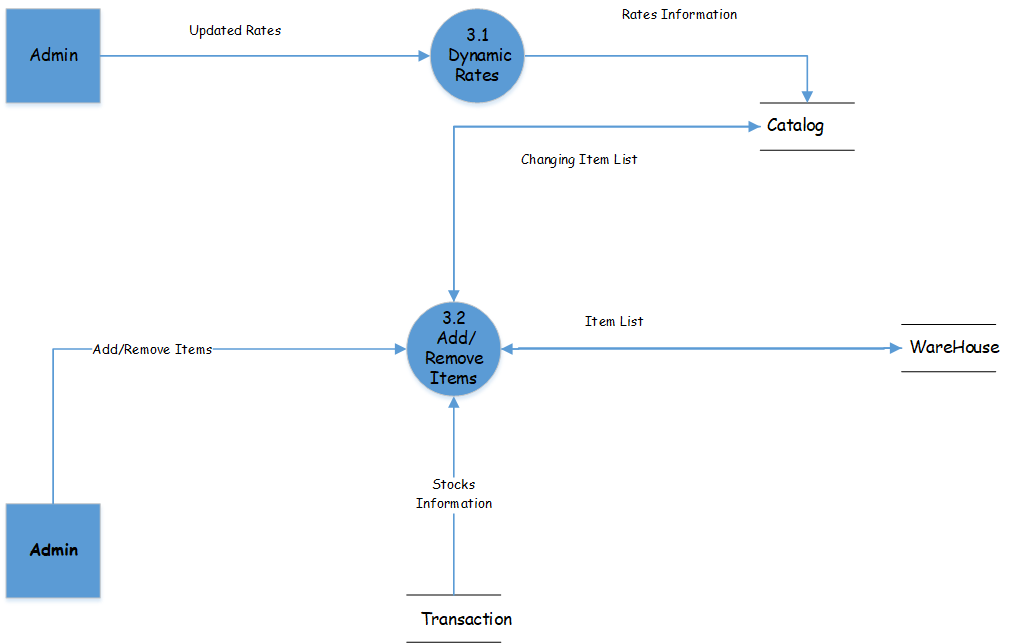 Rates Information
Updated Rates
Admin
3.1
Dynamic
Rates
Catalog
Changing Item List
3.2
Add/
Remove
Items
Item List
WareHouse
Add/Remove Items
Stocks
Information
Admin
Transaction